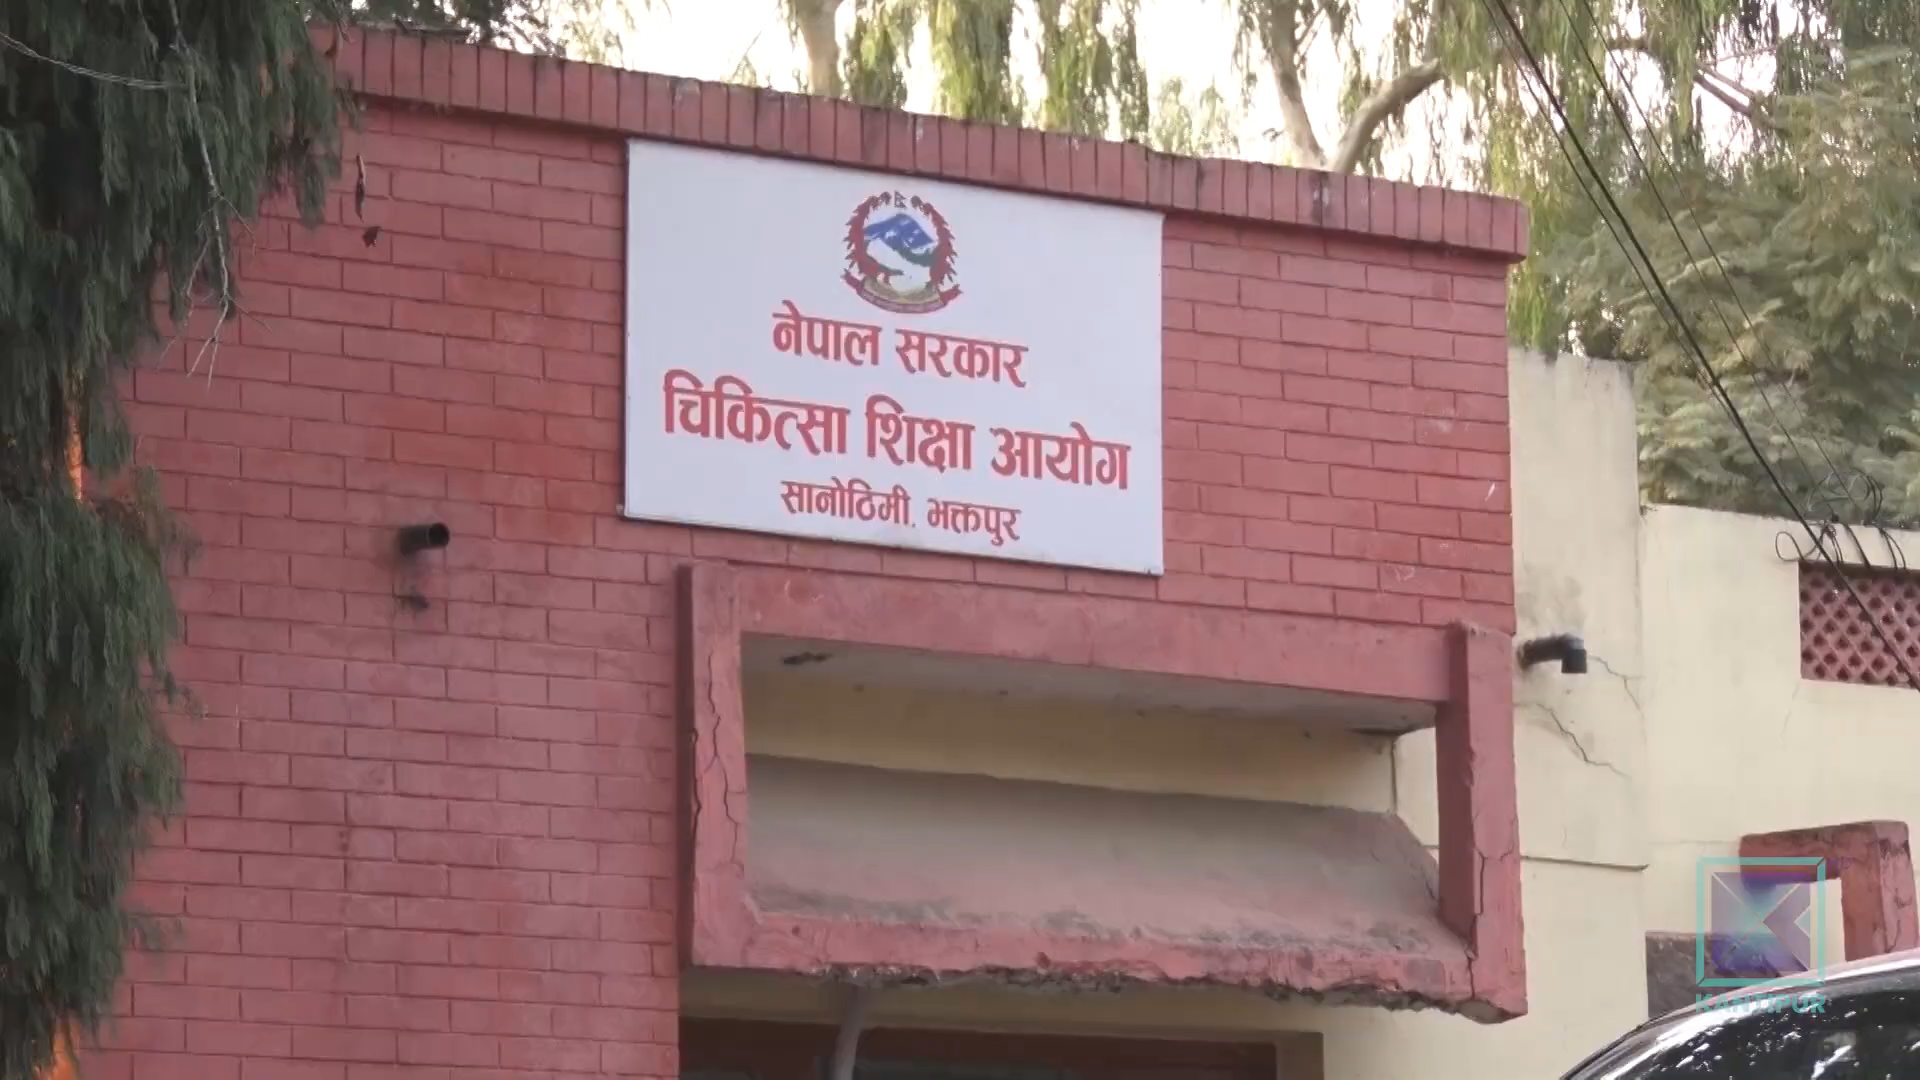 नेपाल सरकार
चिकित्सा शिक्षा आयोग
सानोठिमी, भक्तपुर
KANTIPUR